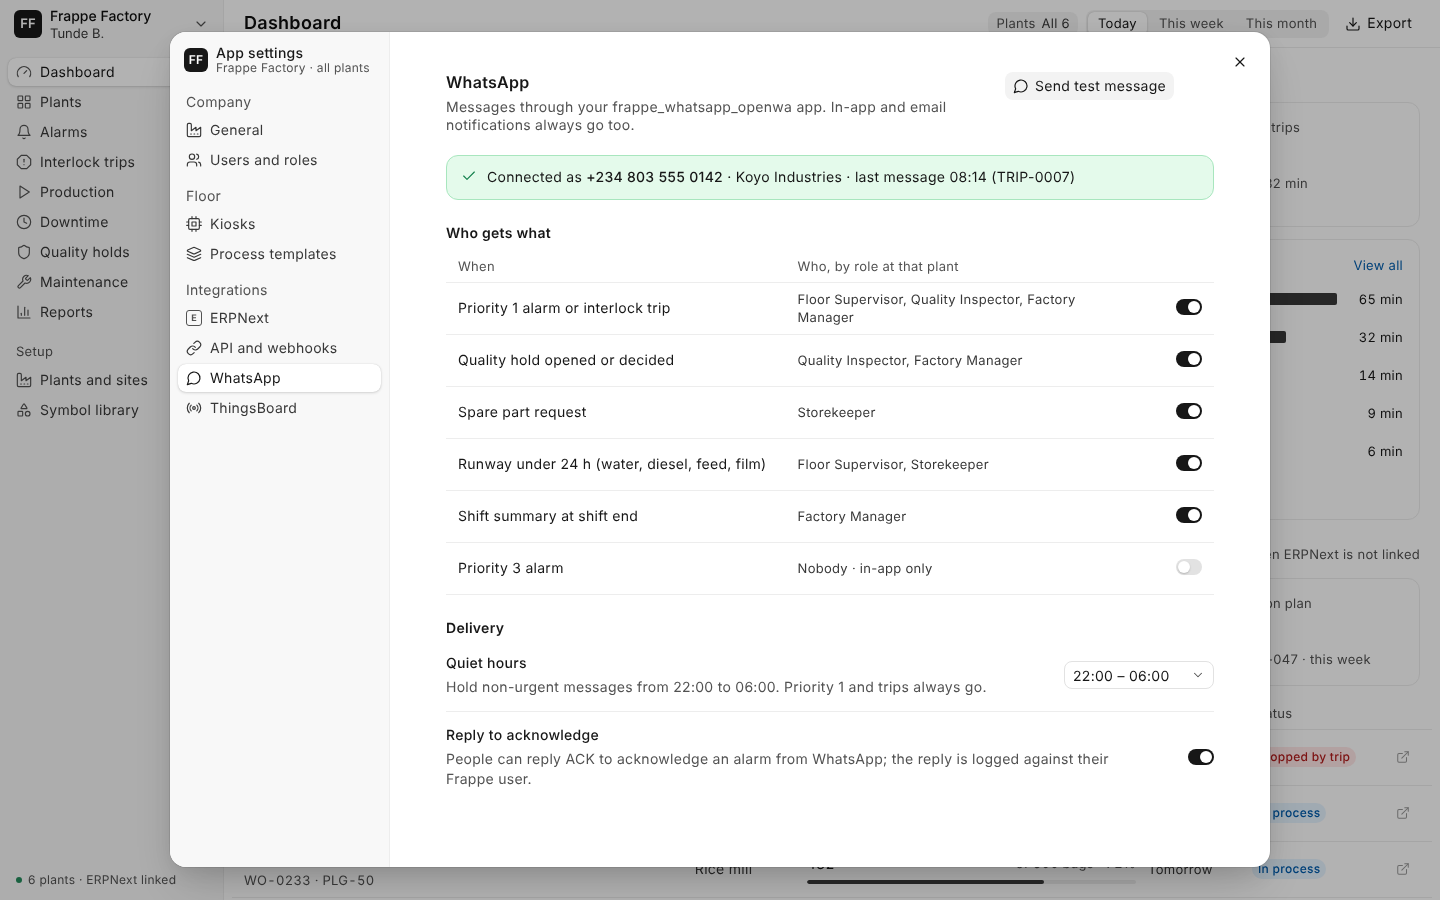 FF
Frappe Factory
Tunde B.
Dashboard
Plants
Alarms
Interlock trips
Production
Downtime
Quality holds
Maintenance
Reports
Setup
Plants and sites
Symbol library
6 plants · ERPNext linked
Dashboard
Plants All 6
Today
This week
This month
Export
FF
App settings
Frappe Factory · all plants
Company
General
Users and roles
Floor
Kiosks
Process templates
Integrations
E
ERPNext
API and webhooks
WhatsApp
ThingsBoard
WhatsApp
Messages through your frappe_whatsapp_openwa app. In-app and email
notifications always go too.
Send test message
Connected as +234 803 555 0142 · Koyo Industries · last message 08:14 (TRIP-0007)
Who gets what
When
Who, by role at that plant
Priority 1 alarm or interlock trip
Floor Supervisor, Quality Inspector, Factory
Manager
Quality hold opened or decided
Quality Inspector, Factory Manager
Spare part request
Storekeeper
Runway under 24 h (water, diesel, feed, film)
Floor Supervisor, Storekeeper
Shift summary at shift end
Factory Manager
Priority 3 alarm
Nobody · in-app only
Delivery
Quiet hours
Hold non-urgent messages from 22:00 to 06:00. Priority 1 and trips always go.
22:00 – 06:00
Reply to acknowledge
People can reply ACK to acknowledge an alarm from WhatsApp; the reply is logged against their
Frappe user.
trips
min
View all
65 min
32 min
14 min
9 min
6 min
ERPNext is not linked
plan
-047 · this week
by trip
process
WO-0233 · PLG-50
Rice mill
Tomorrow
In process